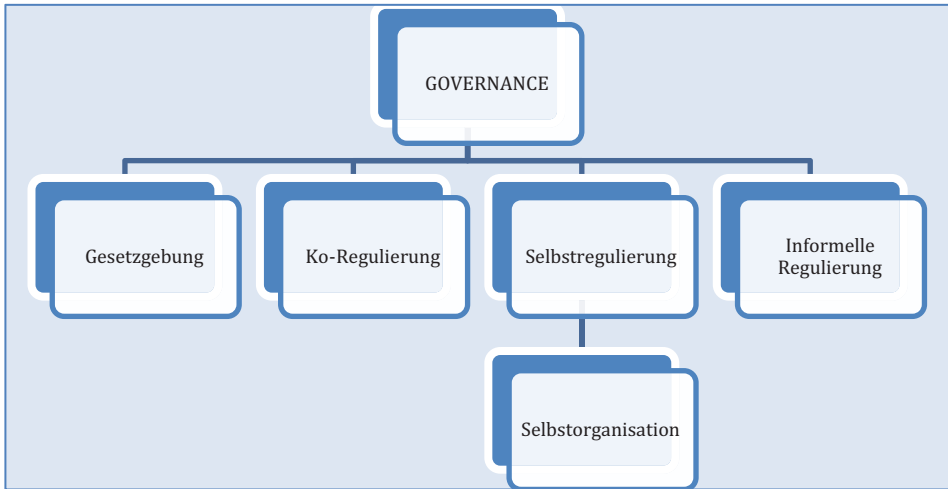 GOVERNANCE
Gesetzgebung
Ko-Regulierung
Selbstregulierung
Informelle
Regulierung
Selbstorganisation